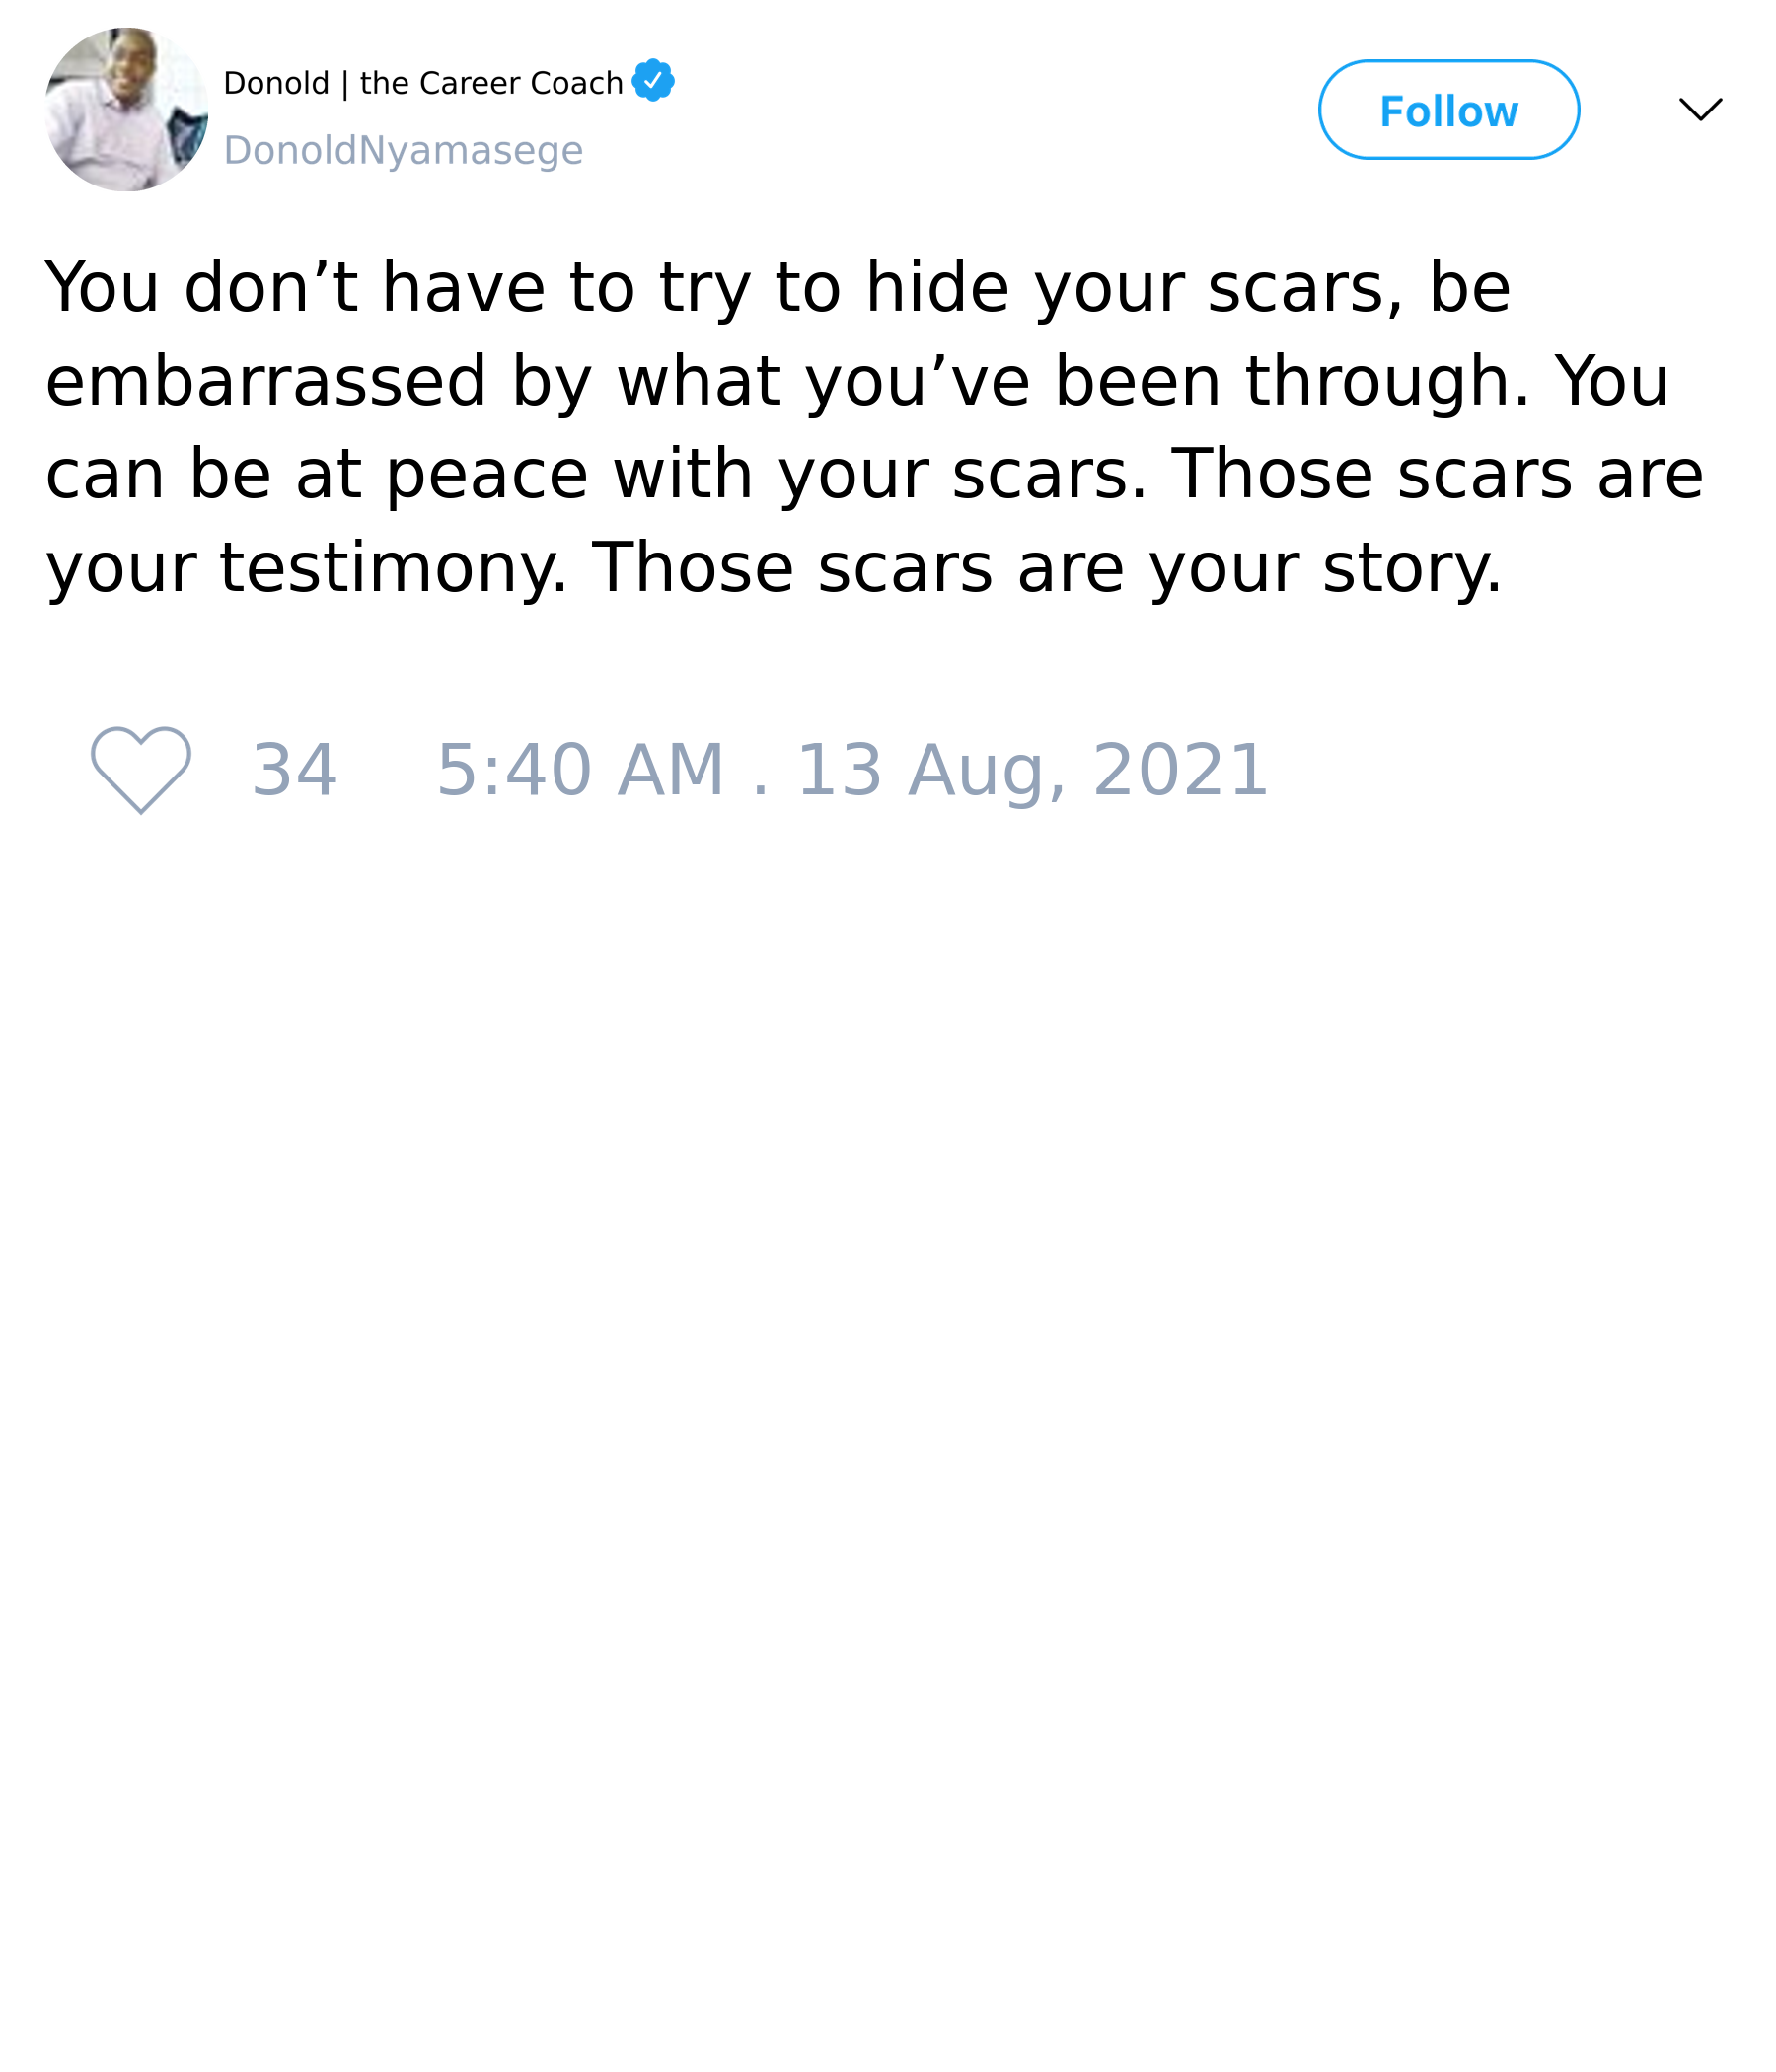 Donold | the Career Coach
DonoldNyamasege
Follow
You don’t have to try to hide your scars, be
embarrassed by what you’ve been through. You
can be at peace with your scars. Those scars are
your testimony. Those scars are your story.
34 5:40 AM . 13 Aug, 2021